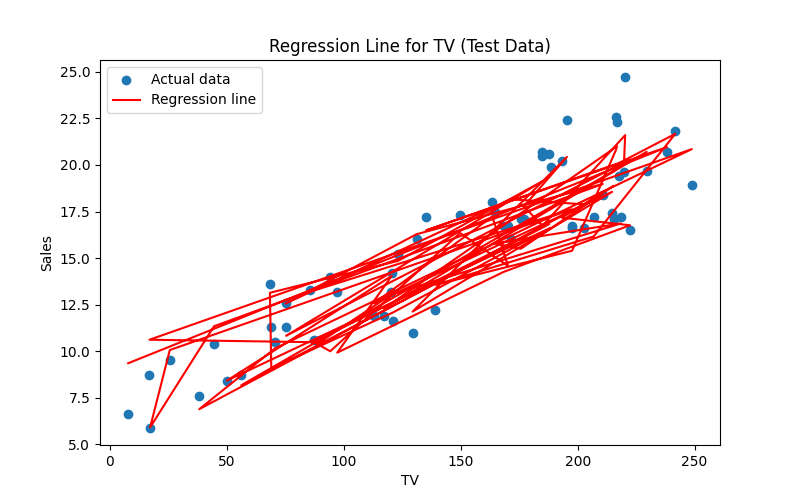 Regression Line for TV (Test Data)
Actual data
Regression line
25.0
22.5
20.0
17.5
15.0
12.5
10.0
7.5
5.0
Sales
0 50 100 150 200 250
TV